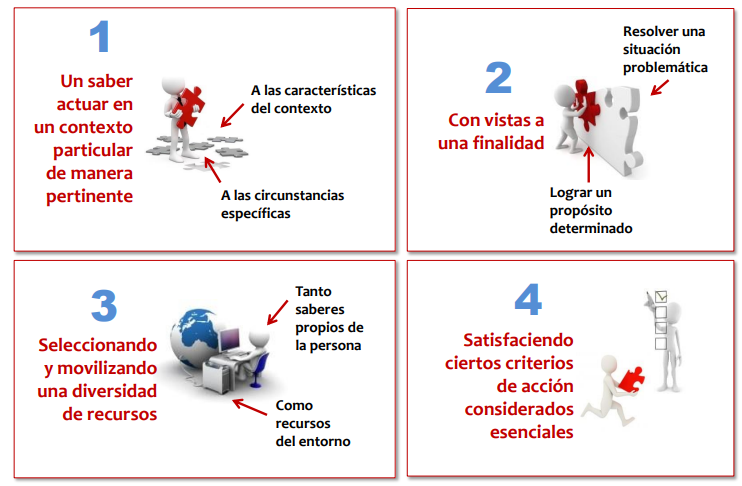 1
Un saber
actuar en
un contexto
particular
de manera
pertinente
A las características
del contexto
A las circunstancias
específicas
2
Con vistas a
una finalidad
Resolver una
situación
problemática
Lograr un
propósito
determinado
3
Seleccionando
y movilizando
una diversidad
de recursos
Tanto
saberes
propios de
la persona
Como
recursos
del entorno
4
Satisfaciendo
ciertos criterios
de acción
considerados
esenciales